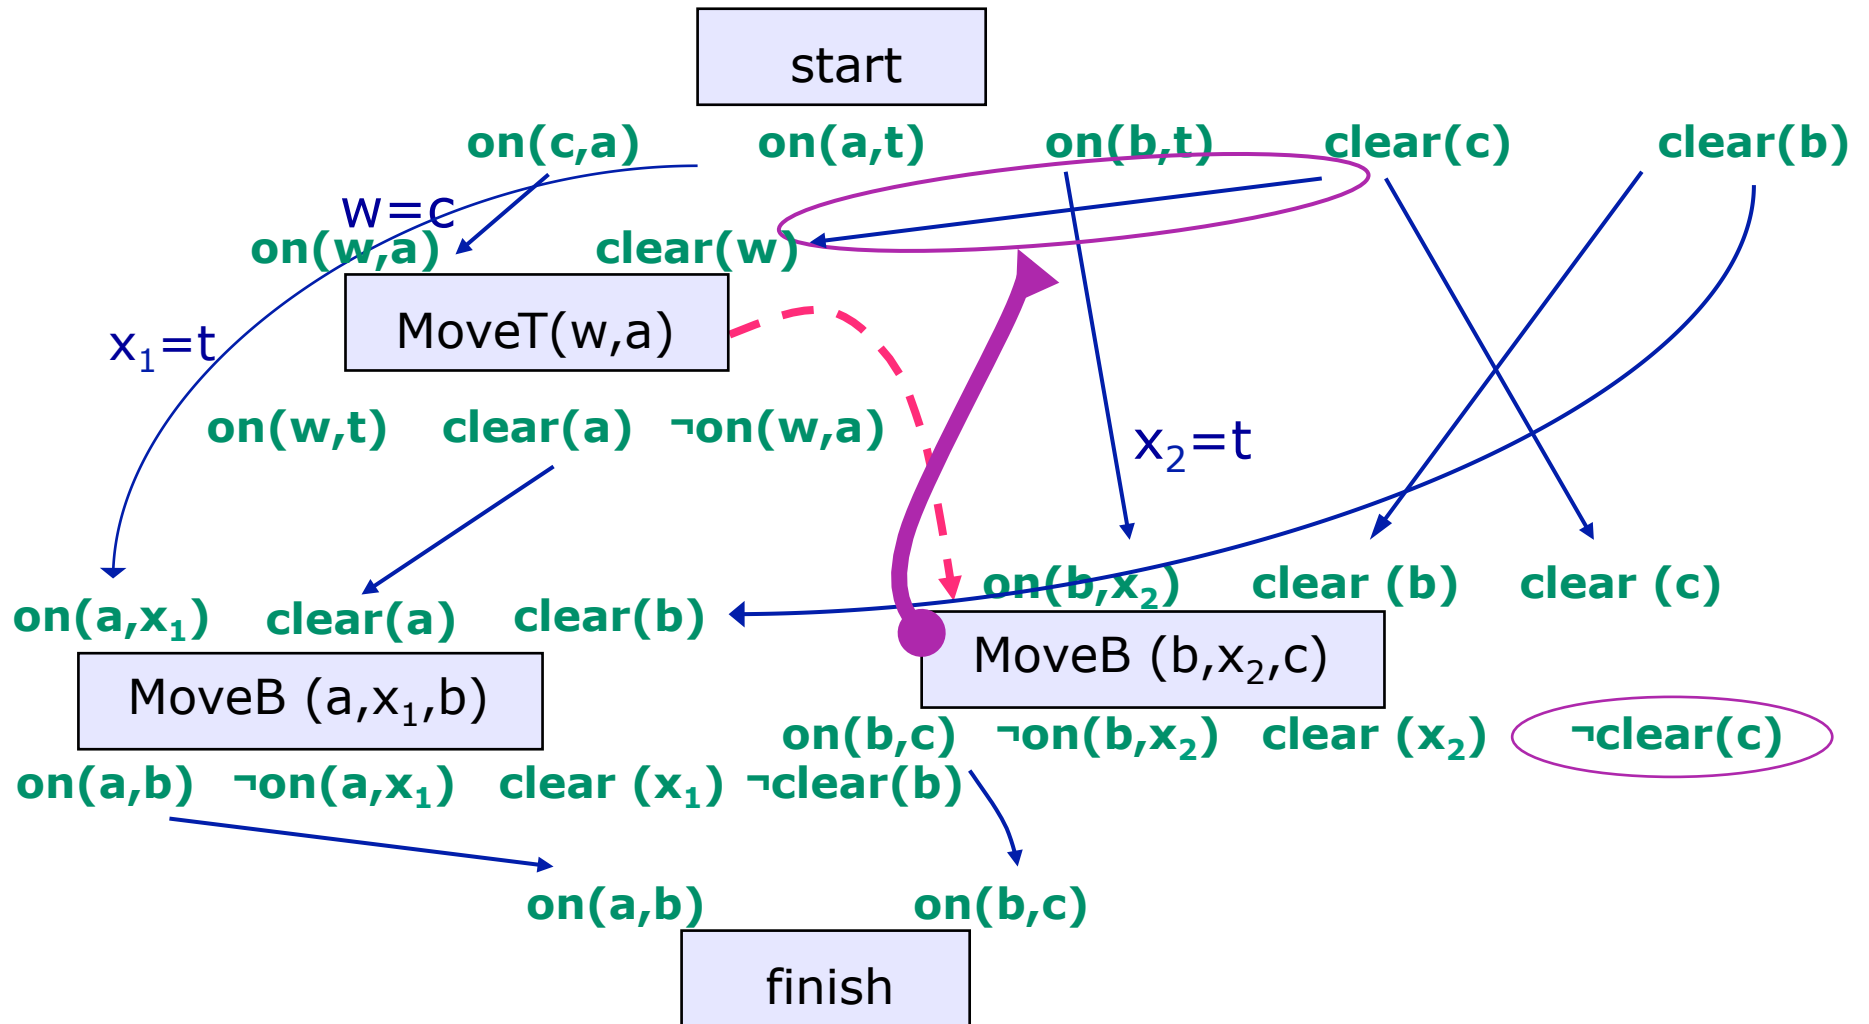 start
on(c,a) on(a,t) on(b,t) clear(c) clear(b)
w=c
on(w,a) clear(w)
MoveT(w,a)
x₁=t
on(w,t) clear(a) ¬on(w,a)
x₂=t
on(b,x₂) clear (b) clear (c)
on(a,x₁) clear(a) clear(b)
MoveB (b,x₂,c)
MoveB (a,x₁,b)
on(b,c) ¬on(b,x₂) clear (x₂) ¬clear(c)
on(a,b) ¬on(a,x₁) clear (x₁) ¬clear(b)
on(a,b) on(b,c)
finish